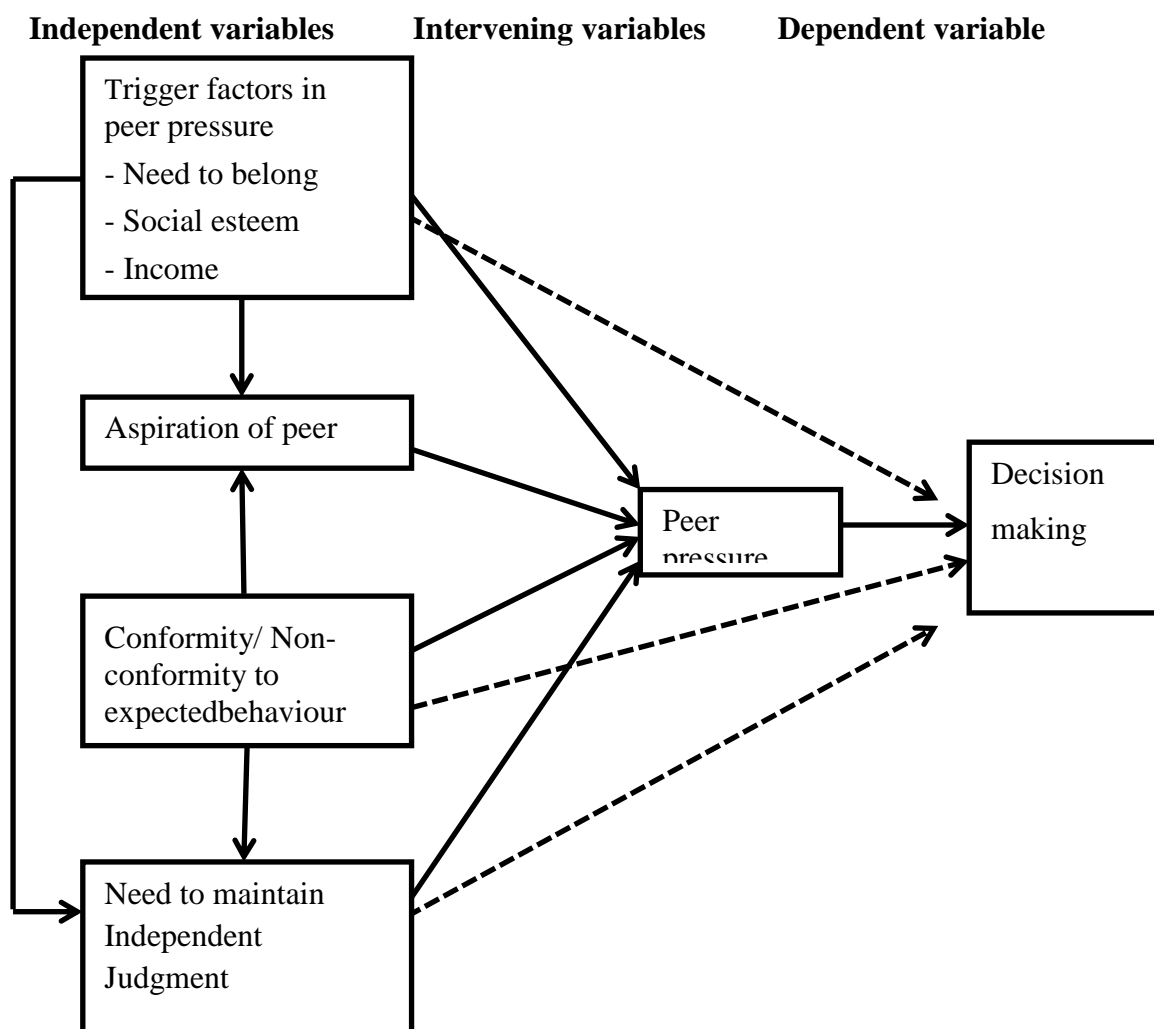 Independent variables
Intervening variables
Dependent variable
Trigger factors in
peer pressure
- Need to belong
- Social esteem
- Income
Aspiration of peer
Conformity/ Non-
conformity to
expectedbehaviour
Need to maintain
Independent
Judgment
Peer
pressure
Decision
making